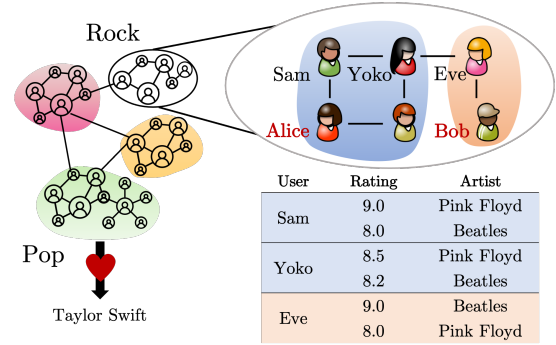 Rock
Sam Yoko Eve
Alice Bob
Pop
Taylor Swift
User Rating Artist
Sam 9.0 Pink Floyd
8.0 Beatles
Yoko 8.5 Pink Floyd
8.2 Beatles
Eve 9.0 Beatles
8.0 Pink Floyd